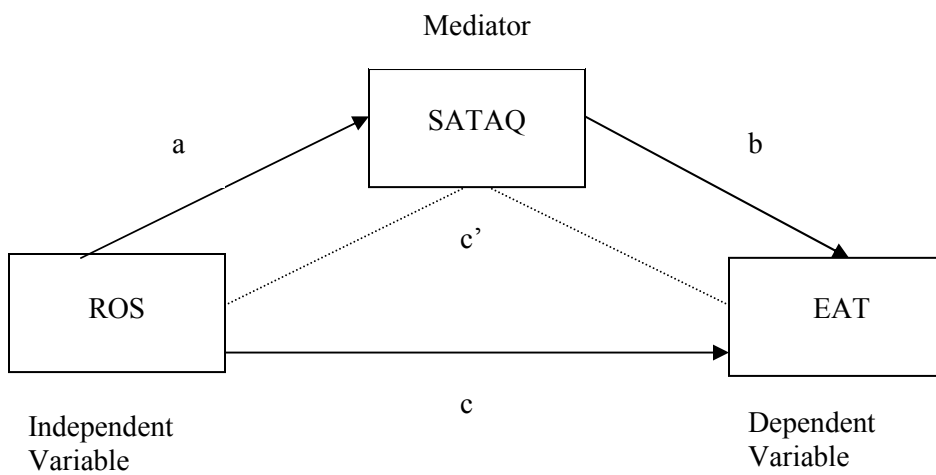 Mediator
SATAQ
a
b
c’
ROS
EAT
c
Independent
Variable
Dependent
Variable